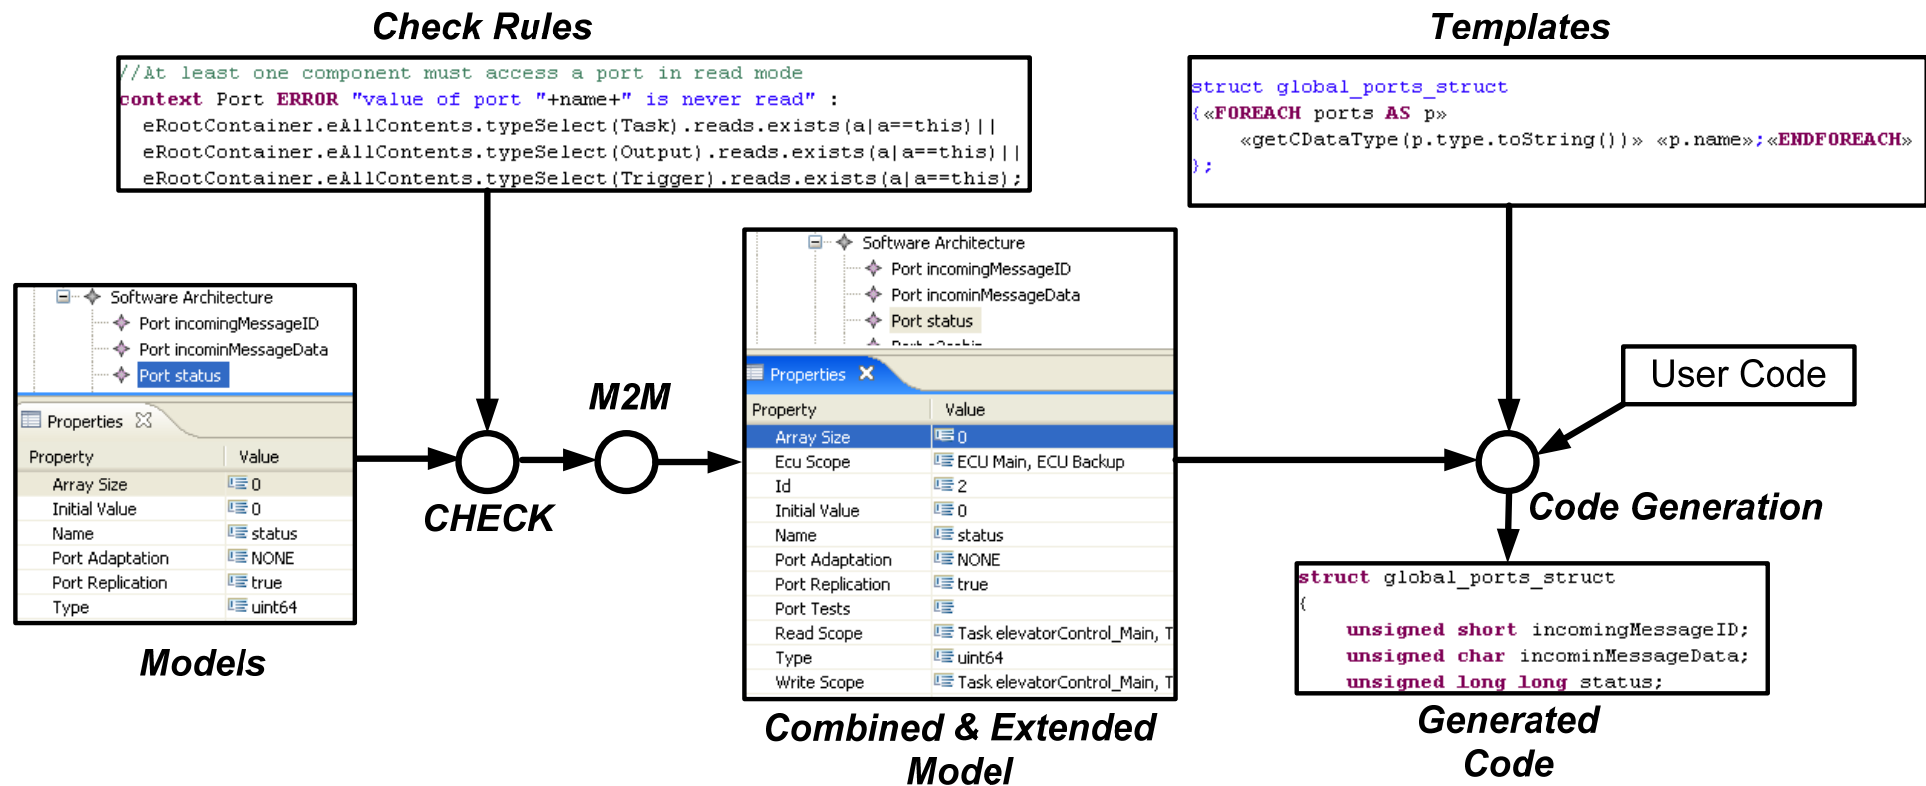 Check Rules
//At least one component must access a port in read mode
context Port ERROR "value of port "+name+" is never read" :
eRootContainer.eAllContents.typeSelect(Task).reads.exists(a|a==this)||
eRootContainer.eAllContents.typeSelect(Output).reads.exists(a|a==this)||
eRootContainer.eAllContents.typeSelect(Trigger).reads.exists(a|a==this);
Templates
struct global_ports_struct
{«FOREACH ports AS p»
«getCDataType(p.type.toString())» «p.name»;«ENDFOREACH»
};
Software Architecture
Port incomingMessageID
Port incominMessageData
Port status
Properties
Property Value
Array Size 0
Initial Value 0
Name status
Port Adaptation NONE
Port Replication true
Type uint64
Models
CHECK
M2M
Software Architecture
Port incomingMessageID
Port incominMessageData
Port status
Properties
Property Value
Array Size 0
Ecu Scope ECU Main, ECU Backup
Id 2
Initial Value 0
Name status
Port Adaptation NONE
Port Replication true
Port Tests
Read Scope Task elevatorControl_Main, T
Type uint64
Write Scope Task elevatorControl_Main, T
Combined & Extended
Model
User Code
Code Generation
struct global_ports_struct
{
unsigned short incomingMessageID;
unsigned char incominMessageData;
unsigned long long status;
Generated
Code